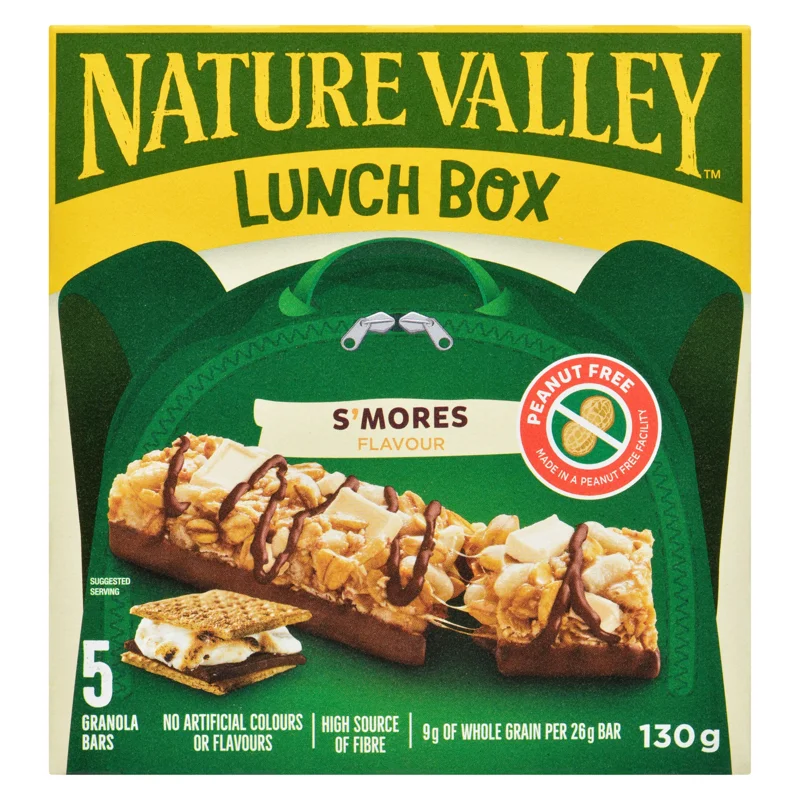 NATURE VALLEY™
LUNCH BOX
S'MORES
FLAVOUR
PEANUT FREE
MADE IN A PEANUT FREE FACILITY
SUGGESTED
SERVING
5
GRANOLA
BARS
NO ARTIFICIAL COLOURS
OR FLAVOURS
HIGH SOURCE
OF FIBRE
9g OF WHOLE GRAIN PER 26g BAR
130g